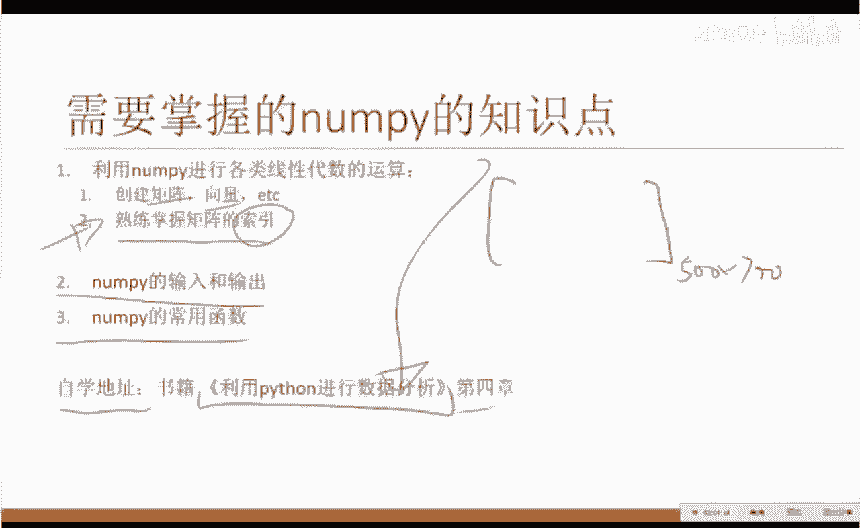 需要掌握的numpy的知识点
1. 利用numpy进行各类线性代数的运算：
1. 创建矩阵，向量，etc
2. 熟练掌握矩阵的索引
2. numpy的输入和输出
3. numpy的常用函数
500×700
自学地址：书籍《利用python进行数据分析》第四章